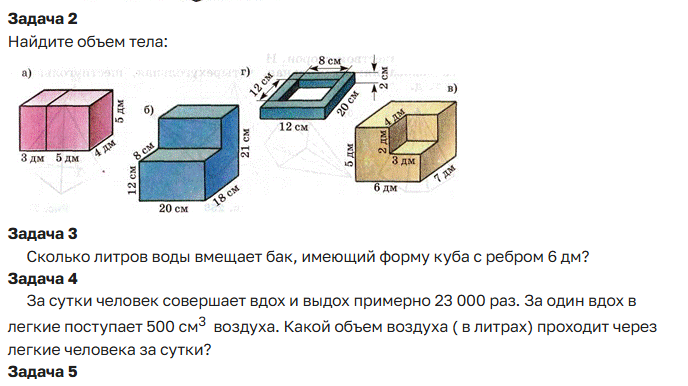 Задача 2
Найдите объем тела:
а)
3 дм
5 дм
4 дм
5 дм
б)
8 см
12 см
20 см
18 см
21 см
г)
12 см
8 см
2 см
20 см
12 см
в)
4 дм
2 дм
3 дм
5 дм
6 дм
7 дм
Задача 3
Сколько литров воды вмещает бак, имеющий форму куба с ребром 6 дм?
Задача 4
За сутки человек совершает вдох и выдох примерно 23 000 раз. За один вдох в
легкие поступает 500 см³ воздуха. Какой объем воздуха ( в литрах) проходит через
легкие человека за сутки?
Задача 5